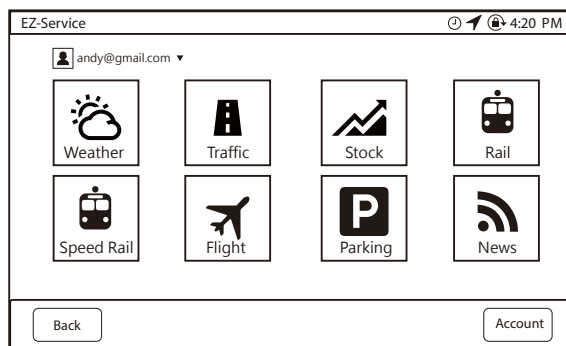 EZ-Service 4:20 PM
andy@gmail.com
Weather Traffic Stock Rail
Speed Rail Flight P Parking News
Back Account